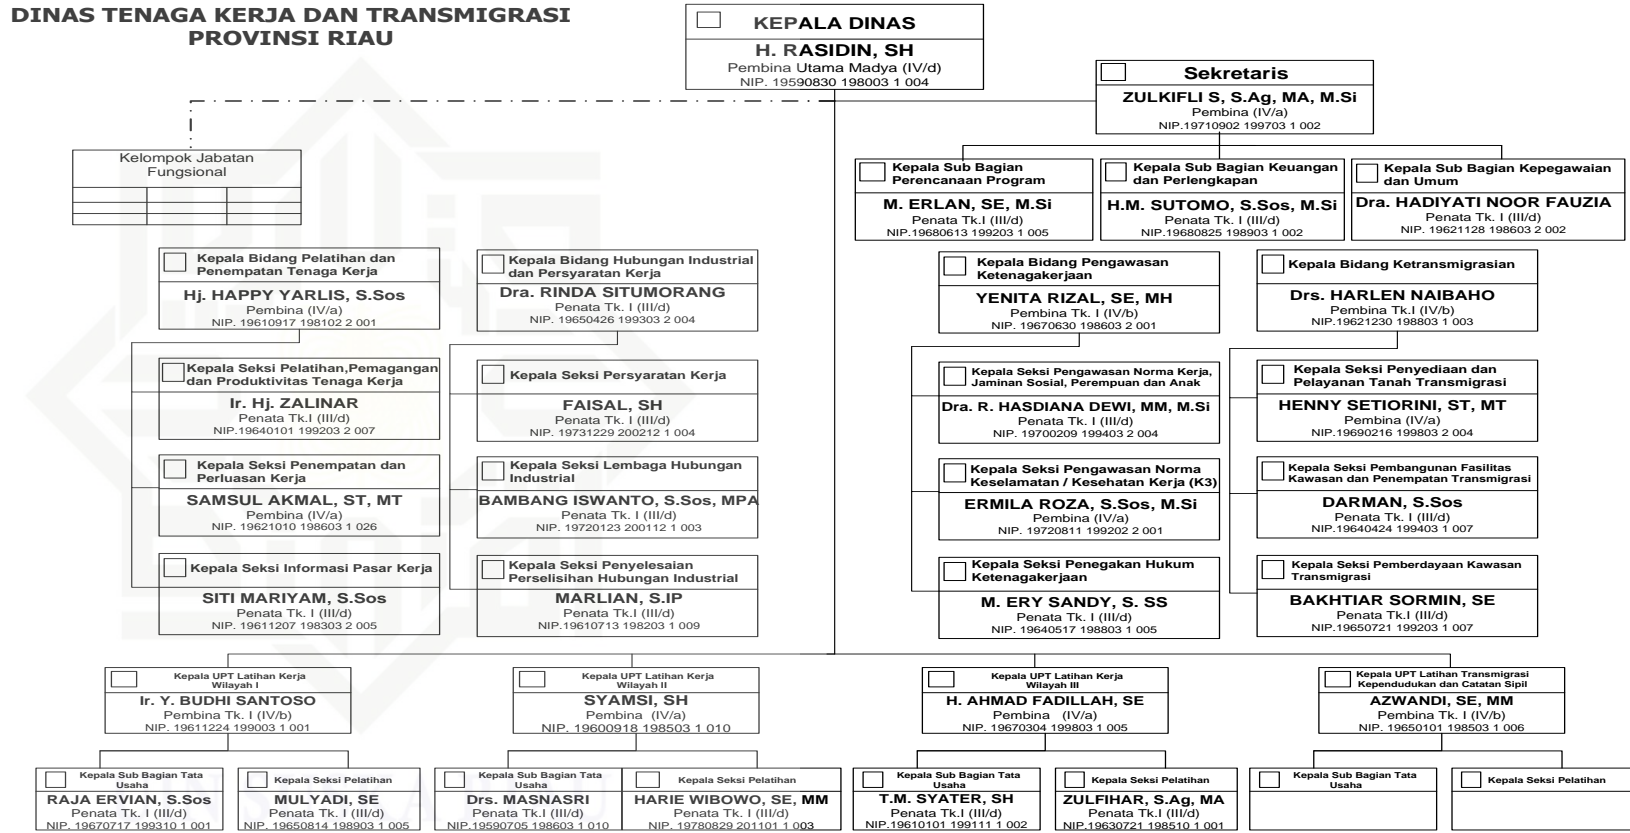 DINAS TENAGA KERJA DAN TRANSMIGRASI
PROVINSI RIAU
KEPALA DINAS
H. RASIDIN, SH
Pembina Utama Madya (IV/d)
NIP. 19590830 198003 1 004
Sekretaris
ZULKIFLI S, S.Ag, MA, M.Si
Pembina (IV/a)
NIP.19710902 199703 1 002
Kelompok Jabatan
Fungsional
Kepala Sub Bagian
Perencanaan Program
M. ERLAN, SE, M.Si
Penata Tk.I (III/d)
NIP.19680613 199203 1 005
Kepala Sub Bagian Keuangan
dan Perlengkapan
H.M. SUTOMO, S.Sos, M.Si
Penata Tk.I (III/d)
NIP.19680825 198903 1 002
Kepala Sub Bagian Kepegawaian
dan Umum
Dra. HADIYATI NOOR FAUZIA
Penata Tk. I (III/d)
NIP. 19621128 198603 2 002
Kepala Bidang Pelatihan dan
Penempatan Tenaga Kerja
Hj. HAPPY YARLIS, S.Sos
Pembina (IV/a)
NIP. 19610917 198102 2 001
Kepala Bidang Hubungan Industrial
dan Persyaratan Kerja
Dra. RINDA SITUMORANG
Penata Tk. I (III/d)
NIP. 19650426 199303 2 004
Kepala Bidang Pengawasan
Ketenagakerjaan
YENITA RIZAL, SE, MH
Pembina Tk. I (IV/b)
NIP. 19670630 198603 2 001
Kepala Bidang Ketransmigrasian
Drs. HARLEN NAIBAHO
Pembina Tk.I (IV/b)
NIP.19621230 198803 1 003
Kepala Seksi Pelatihan,Pemagangan
dan Produktivitas Tenaga Kerja
Ir. Hj. ZALINAR
Penata Tk.I (III/d)
NIP.19640101 199203 2 007
Kepala Seksi Persyaratan Kerja
FAISAL, SH
Penata Tk. I (III/d)
NIP. 19731229 200212 1 004
Kepala Seksi Pengawasan Norma Kerja,
Jaminan Sosial, Perempuan dan Anak
Dra. R. HASDIANA DEWI, MM, M.Si
Penata Tk. I (III/d)
NIP. 19700209 199403 2 004
Kepala Seksi Penyediaan dan
Pelayanan Tanah Transmigrasi
HENNY SETIORINI, ST, MT
Pembina (IV/a)
NIP.19690216 199803 2 004
Kepala Seksi Penempatan dan
Perluasan Kerja
SAMSUL AKMAL, ST, MT
Pembina (IV/a)
NIP. 19621010 198603 1 026
Kepala Seksi Lembaga Hubungan
Industrial
BAMBANG ISWANTO, S.Sos, MPA
Penata Tk. I (III/d)
NIP. 19720123 200112 1 003
Kepala Seksi Pengawasan Norma
Keselamatan / Kesehatan Kerja (K3)
ERMILA ROZA, S.Sos, M.Si
Pembina (IV/a)
NIP. 19720811 199202 2 001
Kepala Seksi Pembangunan Fasilitas
Kawasan dan Penempatan Transmigrasi
DARMAN, S.Sos
Penata Tk. I (III/d)
NIP.19640424 199403 1 007
Kepala Seksi Informasi Pasar Kerja
SITI MARIYAM, S.Sos
Penata Tk. I (III/d)
NIP. 19611207 198303 2 005
Kepala Seksi Penyelesaian
Perselisihan Hubungan Industrial
MARLIAN, S.IP
Penata Tk.I (III/d)
NIP.19610713 198203 1 009
Kepala Seksi Penegakan Hukum
Ketenagakerjaan
M. ERY SANDY, S. SS
Penata Tk. I (III/d)
NIP. 19640517 198803 1 005
Kepala Seksi Pemberdayaan Kawasan
Transmigrasi
BAKHTIAR SORMIN, SE
Penata Tk.I (III/d)
NIP.19650721 199203 1 007
Kepala UPT Latihan Kerja
Wilayah I
Ir. Y. BUDHI SANTOSO
Pembina Tk. I (IV/b)
NIP. 19611224 199003 1 001
Kepala UPT Latihan Kerja
Wilayah II
SYAMSI, SH
Pembina (IV/a)
NIP. 19600918 198503 1 010
Kepala UPT Latihan Kerja
Wilayah III
H. AHMAD FADILLAH, SE
Pembina (IV/a)
NIP. 19670304 199803 1 005
Kepala UPT Latihan Transmigrasi
Kependudukan dan Catatan Sipil
AZWANDI, SE, MM
Pembina Tk. I (IV/b)
NIP. 19650101 198503 1 006
Kepala Sub Bagian Tata
Usaha
RAJA ERVIAN, S.Sos
Penata Tk. I (III/d)
NIP. 19670717 199310 1 001
Kepala Seksi Pelatihan
MULYADI, SE
Penata Tk. I (III/d)
NIP. 19650814 198903 1 005
Kepala Sub Bagian Tata
Usaha
Drs. MASNASRI
Penata Tk.I (III/d)
NIP.19590705 198603 1 010
Kepala Seksi Pelatihan
HARIE WIBOWO, SE, MM
Penata Tk. I (III/d)
NIP. 19780829 201101 1 003
Kepala Sub Bagian Tata
Usaha
T.M. SYATER, SH
Penata Tk.I (III/d)
NIP.19610101 199111 1 002
Kepala Seksi Pelatihan
ZULFIHAR, S.Ag, MA
Penata Tk.I (III/d)
NIP.19630721 198510 1 001
Kepala Sub Bagian Tata
Usaha
Kepala Seksi Pelatihan